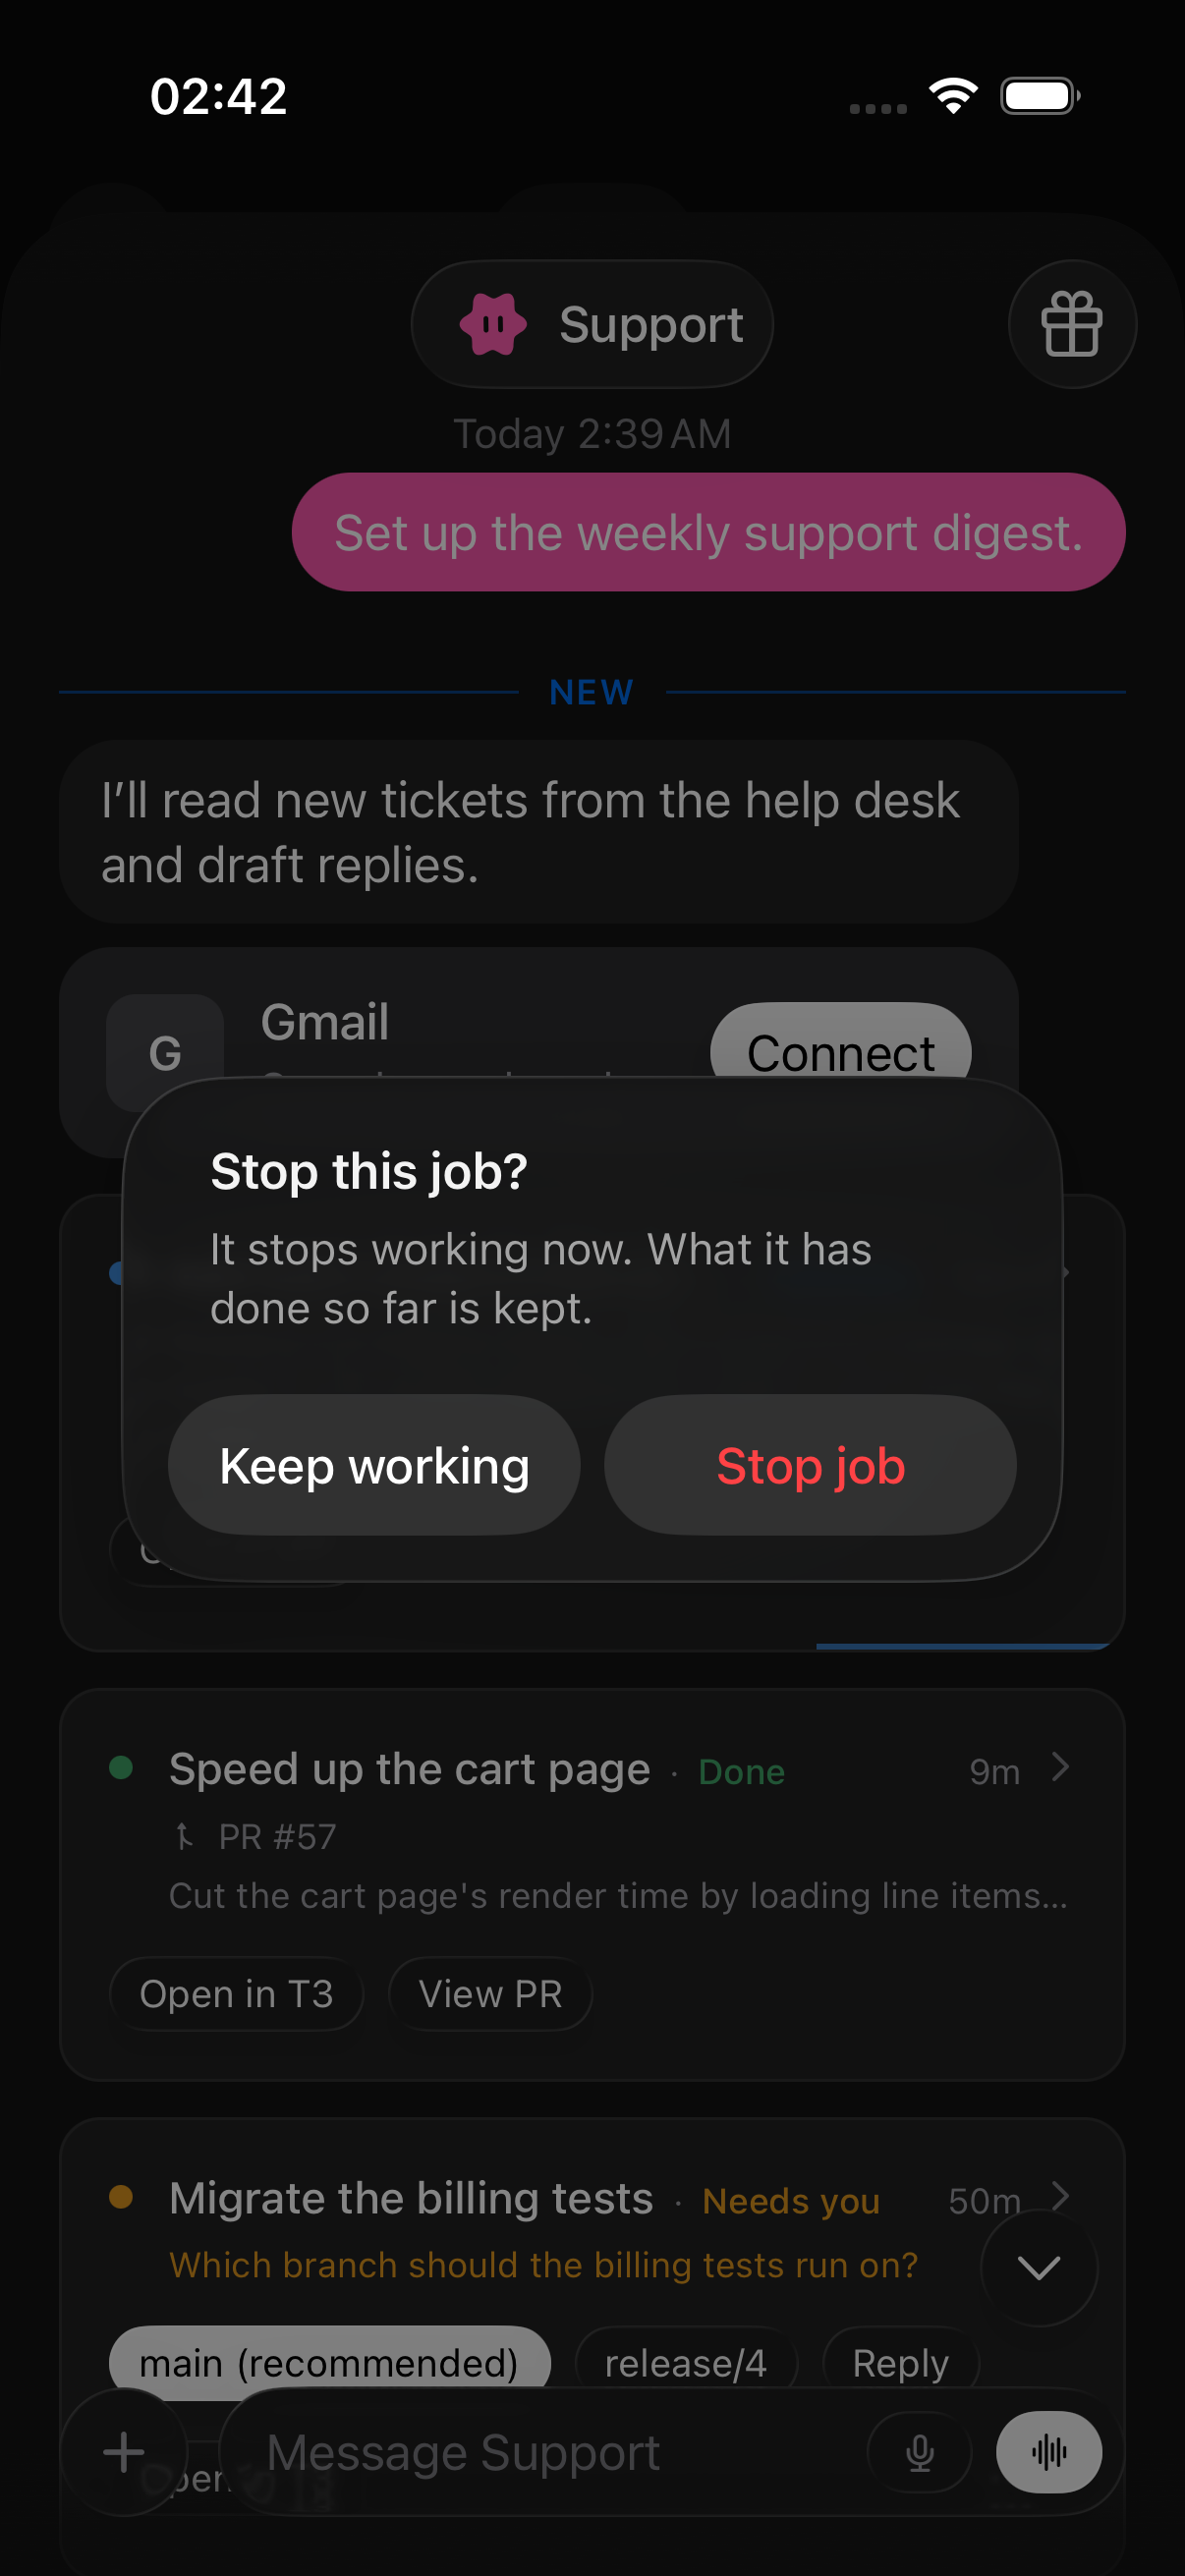 02:42
Support
Today 2:39 AM
Set up the weekly support digest.
NEW
I’ll read new tickets from the help desk
and draft replies.
G
Gmail
Connect
Stop this job?
It stops working now. What it has
done so far is kept.
Keep working
Stop job
Speed up the cart page · Done
9m
PR #57
Cut the cart page's render time by loading line items...
Open in T3
View PR
Migrate the billing tests · Needs you
50m
Which branch should the billing tests run on?
main (recommended)
release/4
Reply
Message Support